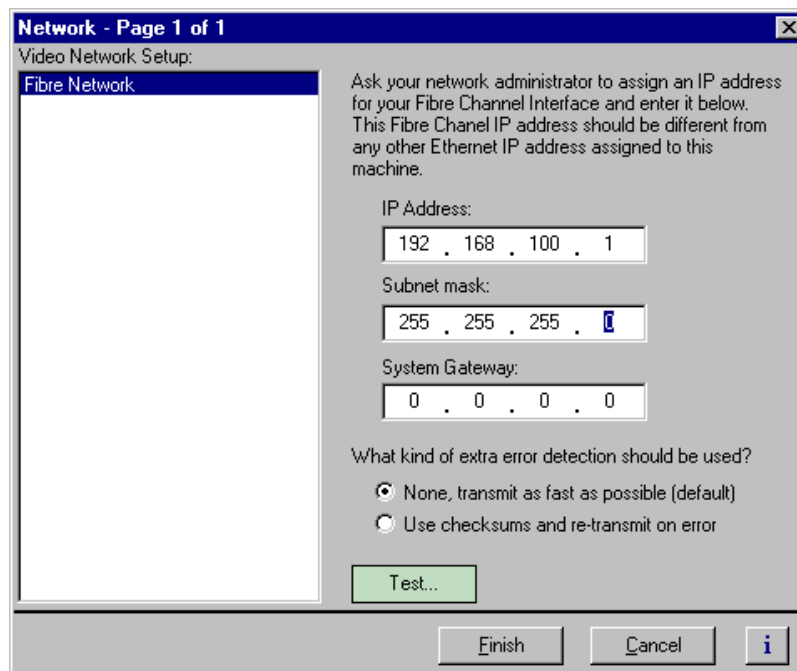 Network - Page 1 of 1
Video Network Setup:
Fibre Network
Ask your network administrator to assign an IP address
for your Fibre Channel Interface and enter it below.
This Fibre Chanel IP address should be different from
any other Ethernet IP address assigned to this
machine.
IP Address:
192 . 168 . 100 . 1
Subnet mask:
255 . 255 . 255 . 0
System Gateway:
0 . 0 . 0 . 0
What kind of extra error detection should be used?
None, transmit as fast as possible (default)
Use checksums and re-transmit on error
Test...
Finish
Cancel
i